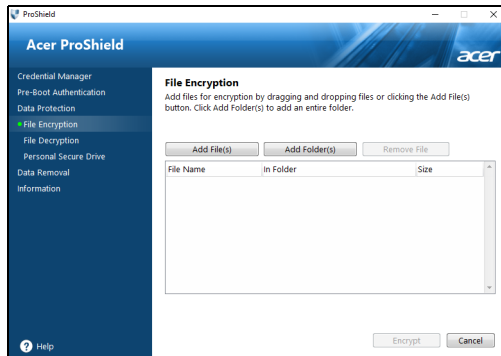 ProShield
Acer ProShield
acer
Credential Manager
Pre-Boot Authentication
Data Protection
File Encryption
File Decryption
Personal Secure Drive
Data Removal
Information
Help
File Encryption
Add files for encryption by dragging and dropping files or clicking the Add File(s)
button. Click Add Folder(s) to add an entire folder.
Add File(s) Add Folder(s) Remove File
File Name In Folder Size
Encrypt Cancel